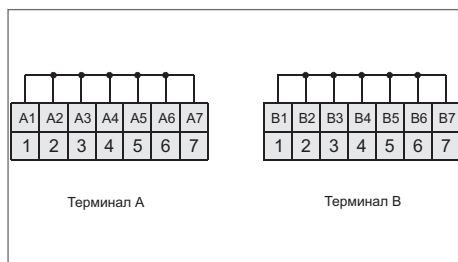 A1 A2 A3 A4 A5 A6 A7 B1 B2 B3 B4 B5 B6 B7
1 2 3 4 5 6 7 1 2 3 4 5 6 7
Терминал А Терминал В